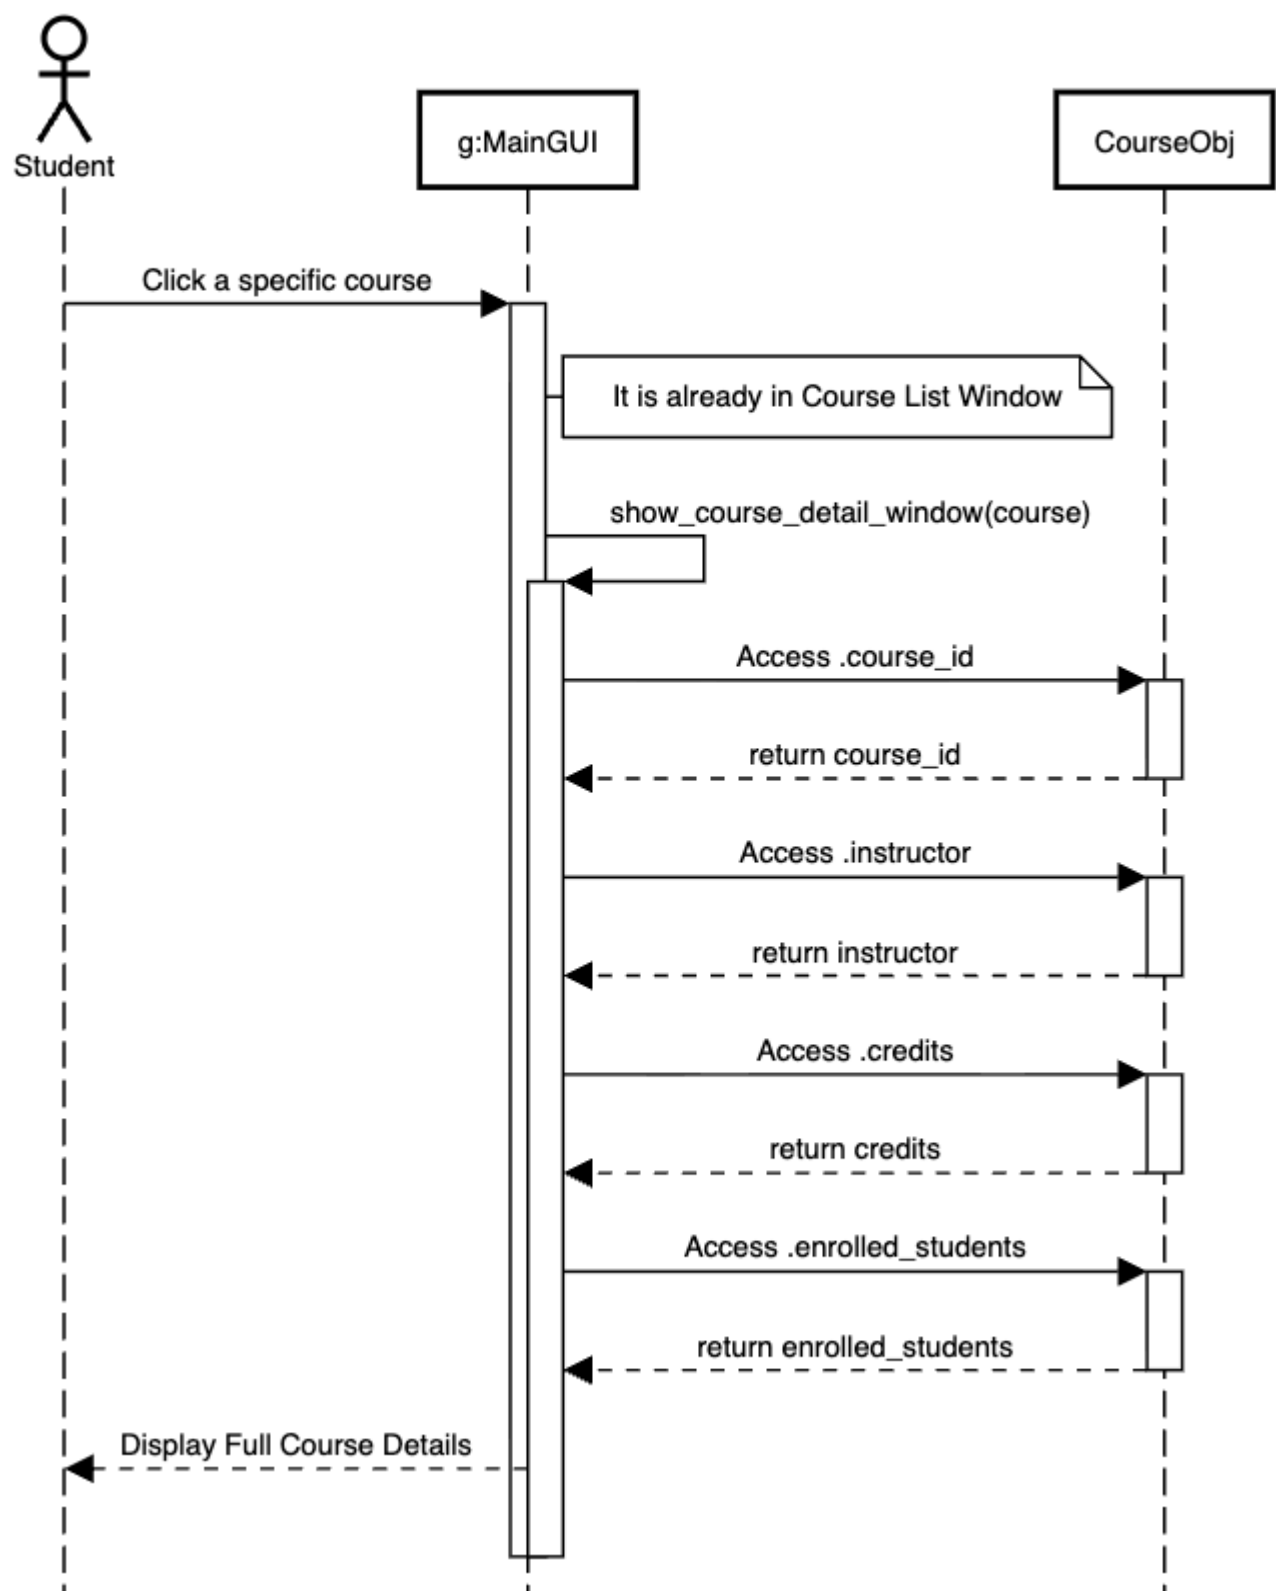 Student
g:MainGUI
CourseObj
Click a specific course
It is already in Course List Window
show_course_detail_window(course)
Access .course_id
return course_id
Access .instructor
return instructor
Access .credits
return credits
Access .enrolled_students
return enrolled_students
Display Full Course Details